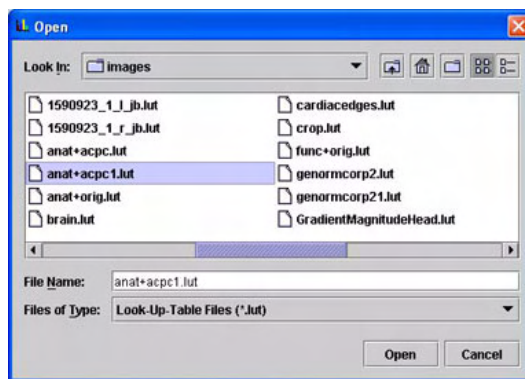 Open
Look In: images
1590923_1_l_jb.lut
1590923_1_r_jb.lut
anat+acpc.lut
anat+acpc1.lut
anat+orig.lut
brain.lut
cardiacedges.lut
crop.lut
func+orig.lut
genormcorp2.lut
genormcorp21.lut
GradientMagnitudeHead.lut
File Name: anat+acpc1.lut
Files of Type: Look-Up-Table Files (*.lut)
Open Cancel